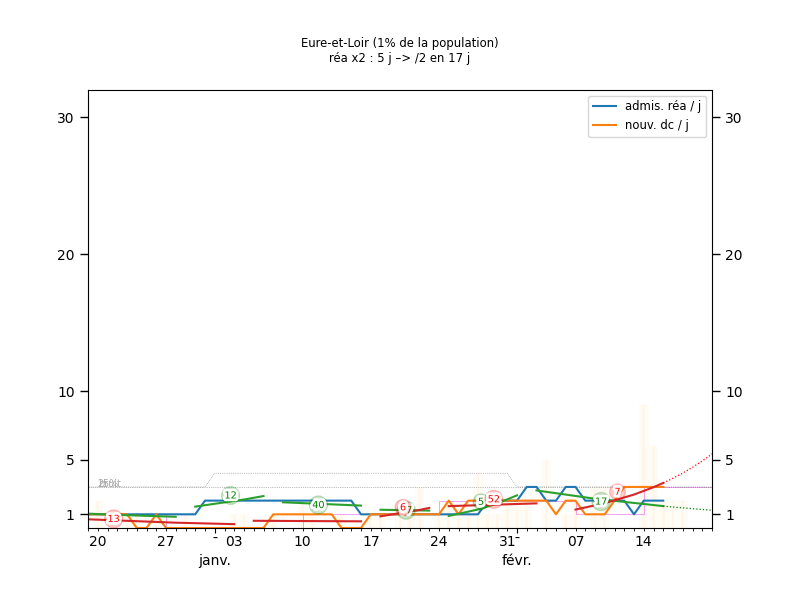 Eure-et-Loir (1% de la population)
réa x2 : 5 j –> /2 en 17 j
admis. réa / j
nouv. dc / j
30 30
20 20
10 10
5 5
1 1
13 12 40 6 5 52 17 7
20 27 - 03 10 17 24 31 - 07 14
janv. févr.